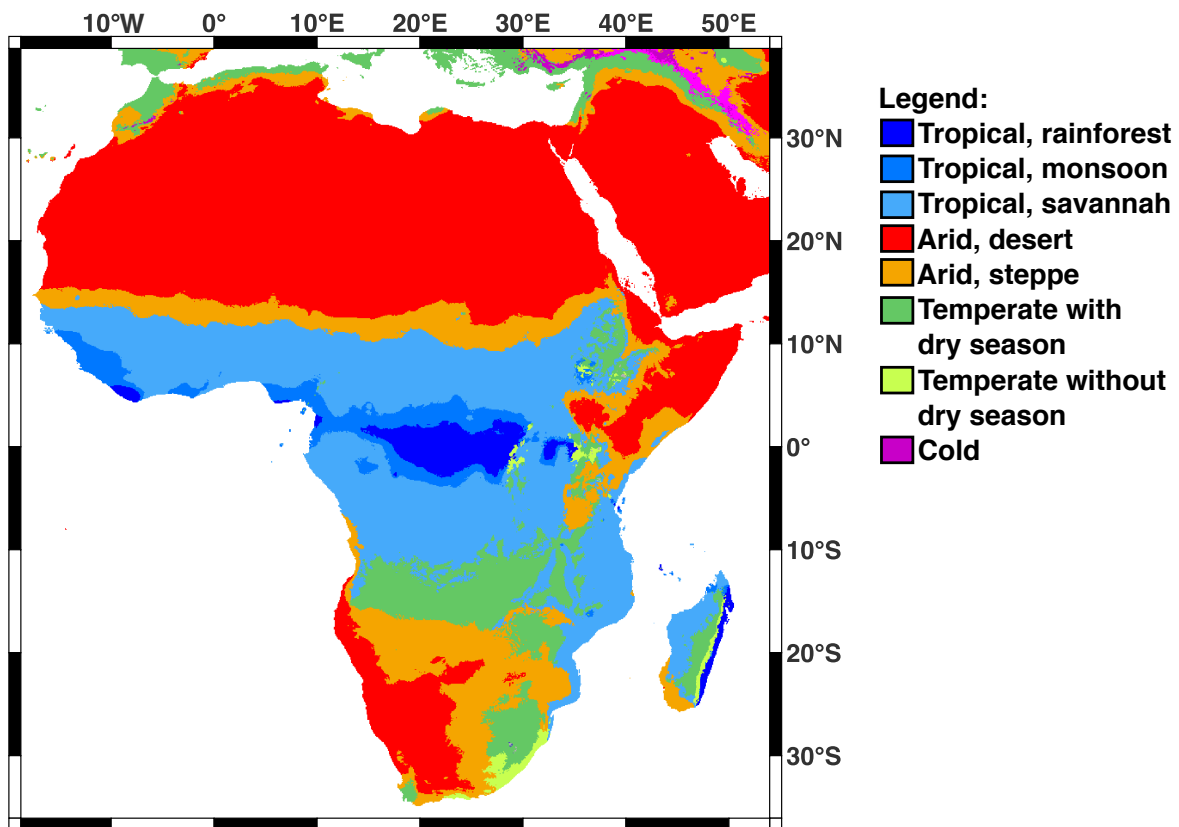 10°W 0° 10°E 20°E 30°E 40°E 50°E
Legend:
Tropical, rainforest
Tropical, monsoon
Tropical, savannah
Arid, desert
Arid, steppe
Temperate with
dry season
Temperate without
dry season
Cold
30°N
20°N
10°N
0°
10°S
20°S
30°S